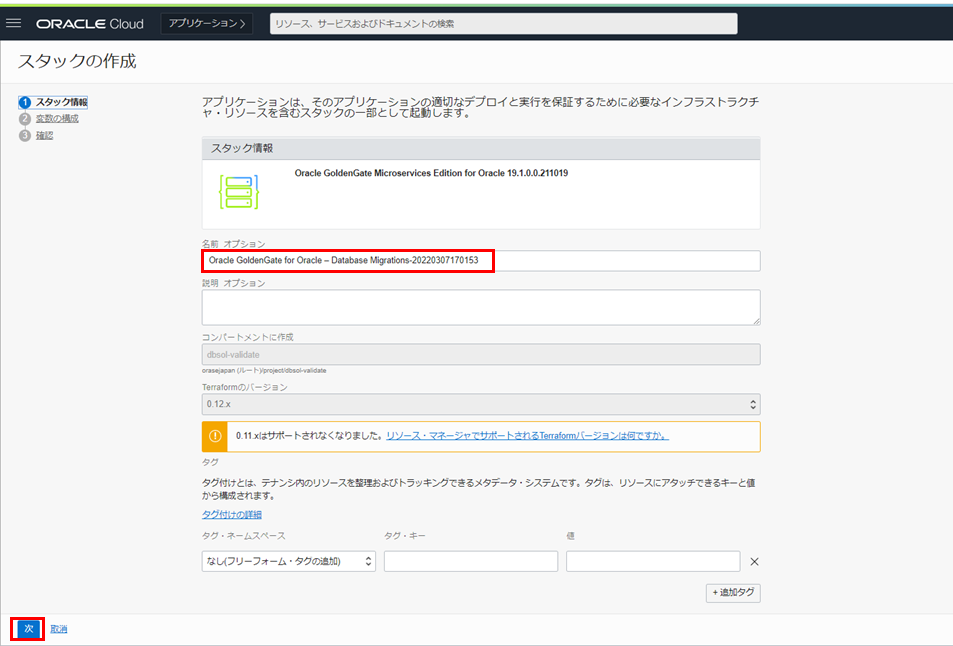 ORACLE Cloud
アプリケーション
リソース、サービスおよびドキュメントの検索
スタックの作成
1 スタック情報
2 変数の構成
3 確認
アプリケーションは、そのアプリケーションの適切なデプロイと実行を保証するために必要なインフラストラクチ
ャ・リソースを含むスタックの一部として起動します。
スタック情報
Oracle GoldenGate Microservices Edition for Oracle 19.1.0.0.211019
名前 オプション
Oracle GoldenGate for Oracle – Database Migrations-20220307170153
説明 オプション
コンパートメントに作成
dbsol-validate
orasejapan (ルート)/project/dbsol-validate
Terraformのバージョン
0.12.x
0.11.xはサポートされなくなりました。リソース・マネージャでサポートされるTerraformバージョンは何ですか。
タグ
タグ付けとは、テナンシ内のリソースを整理およびトラッキングできるメタデータ・システムです。タグは、リソースにアタッチできるキーと値
から構成されます。
タグ付けの詳細
タグ・ネームスペース タグ・キー 値
なし(フリーフォーム・タグの追加)
+ 追加タグ
次 取消